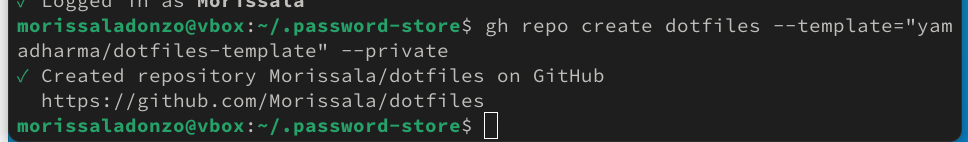 ✓ Logged in as Morissala
morissaladonzo@vbox:~/.password-store$ gh repo create dotfiles --template="yam
adharma/dotfiles-template" --private
✓ Created repository Morissala/dotfiles on GitHub
https://github.com/Morissala/dotfiles
morissaladonzo@vbox:~/.password-store$